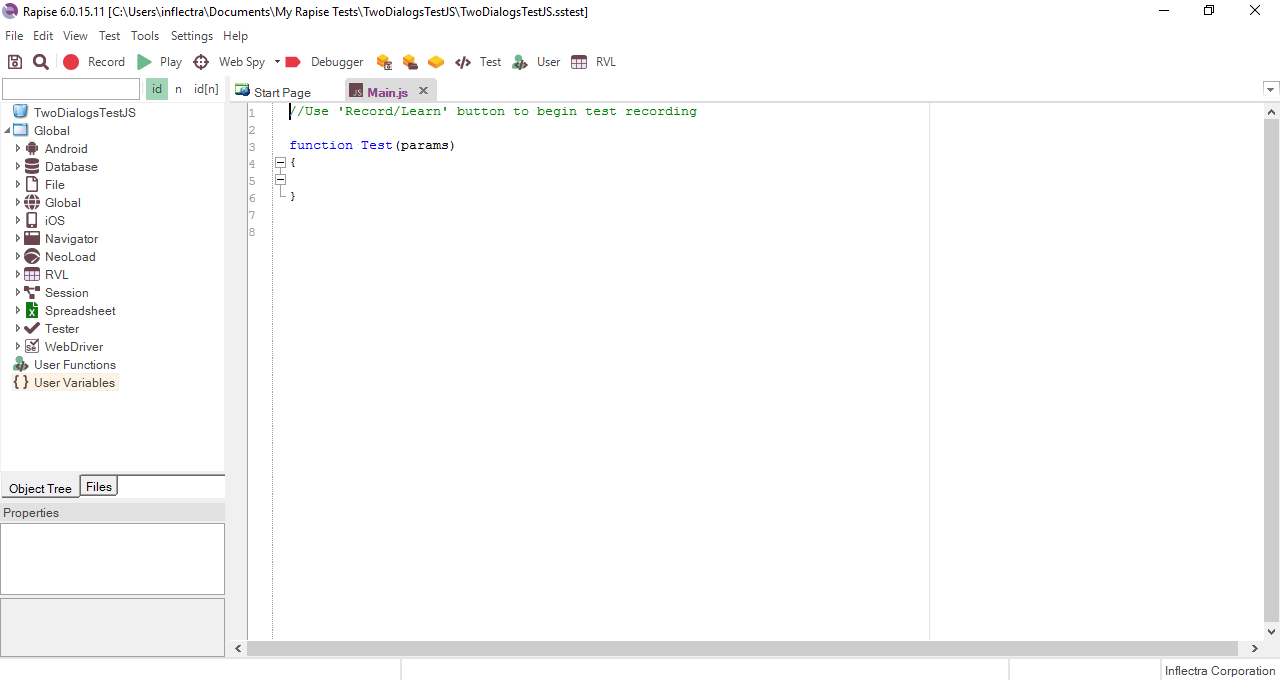 Rapise 6.0.15.11 [C:\Users\inflectra\Documents\My Rapise Tests\TwoDialogsTestJS\TwoDialogsTestJS.sstest]
File Edit View Test Tools Settings Help
Record Play Web Spy Debugger Test User RVL
id n id[n]
Start Page JS Main.js
TwoDialogsTestJS
Global
Android
Database
File
Global
iOS
Navigator
NeoLoad
RVL
Session
Spreadsheet
Tester
WebDriver
User Functions
{ } User Variables
1 //Use 'Record/Learn' button to begin test recording
2
3 function Test(params)
4 {
5
6 }
7
8
Object Tree Files
Properties
Inflectra Corporation